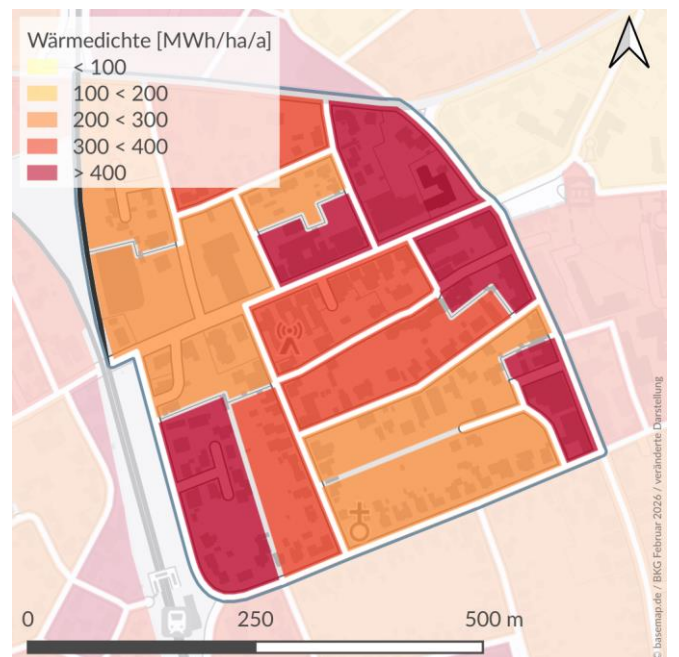 Wärmedichte [MWh/ha/a]
< 100
100 < 200
200 < 300
300 < 400
> 400
0 250 500 m
© basemap.de / BKG Februar 2026 / veränderte Darstellung